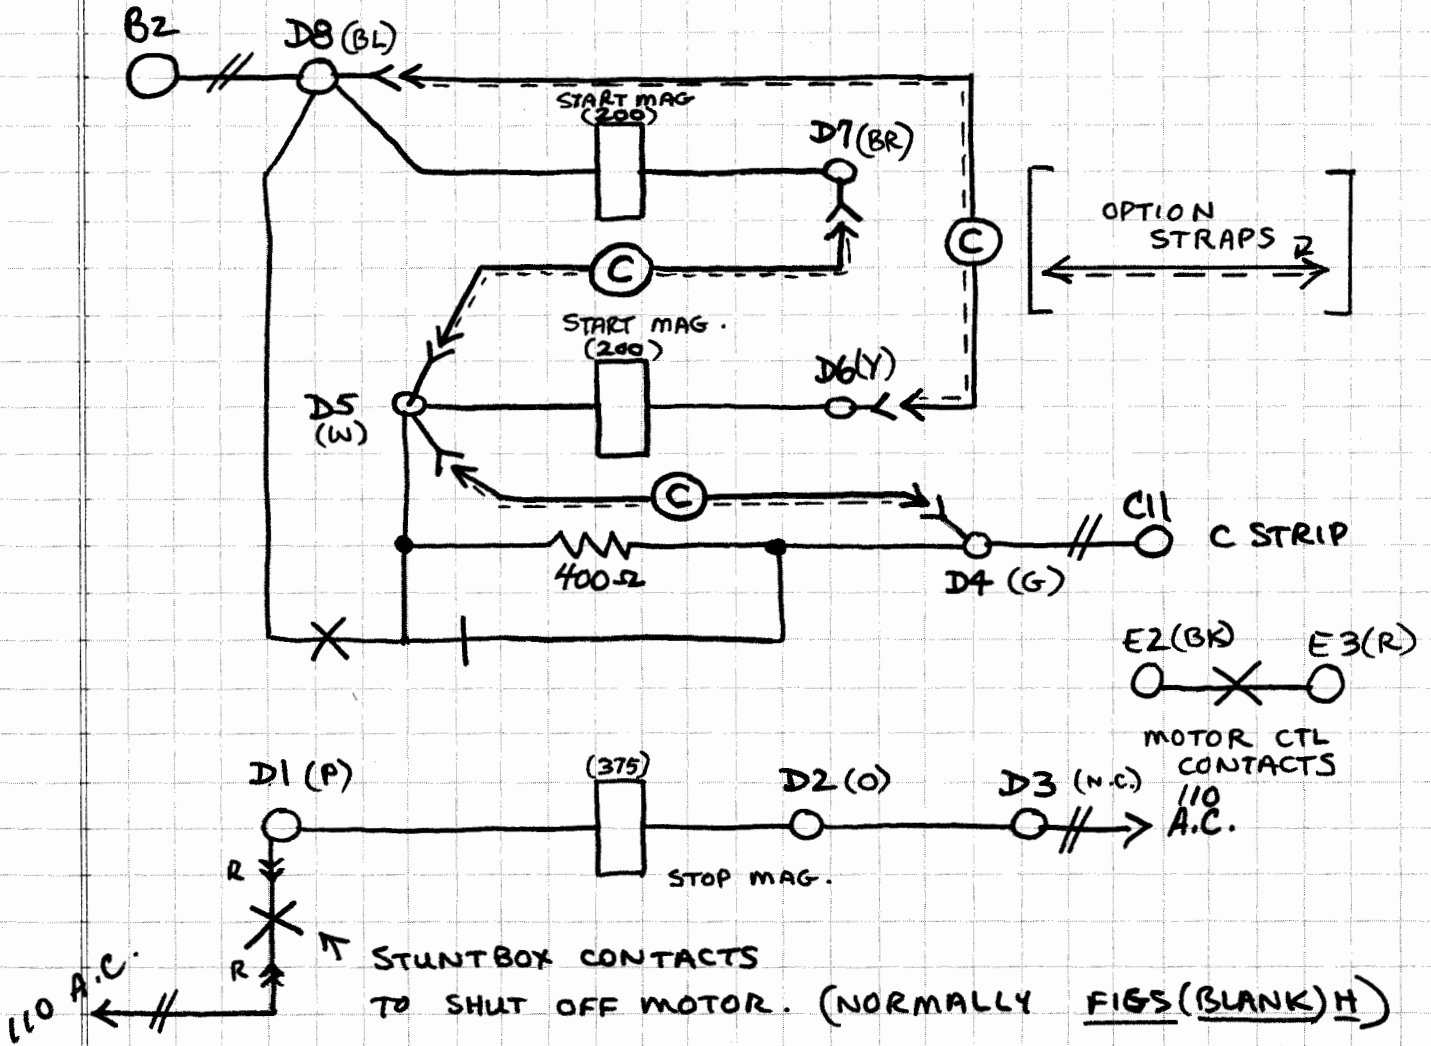 B2
D8 (BL)
START MAG
(200)
D7 (BR)
C
C
OPTION
STRAPS
START MAG.
(200)
D6 (Y)
D5
(W)
C
400Ω
D4 (G)
C11
C STRIP
E2 (BK)
E3 (R)
MOTOR CTL
CONTACTS
D1 (P)
(375)
D2 (O)
D3 (N.C.)
110
A.C.
STOP MAG.
R
R
STUNTBOX CONTACTS
TO SHUT OFF MOTOR. (NORMALLY FIGS (BLANK) H)
110 A.C.